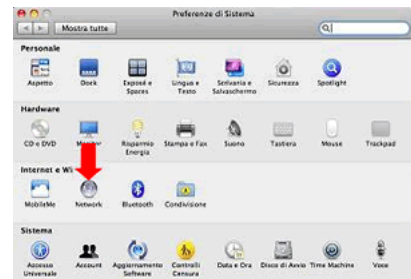 Preferenze di Sistema
Mostra tutte
Personale
Aspetto Dock Exposé e Spaces Lingua e Testo Scrivania e Salvaschermo Sicurezza Spotlight
Hardware
CD e DVD Monitor Risparmio Energia Stampa e Fax Suono Tastiera Mouse Trackpad
Internet e Wi
MobileMe Network Bluetooth Condivisione
Sistema
Accesso Universale Account Aggiornamento Software Controlli Censura Data e Ora Disco di Avvio Time Machine Voce